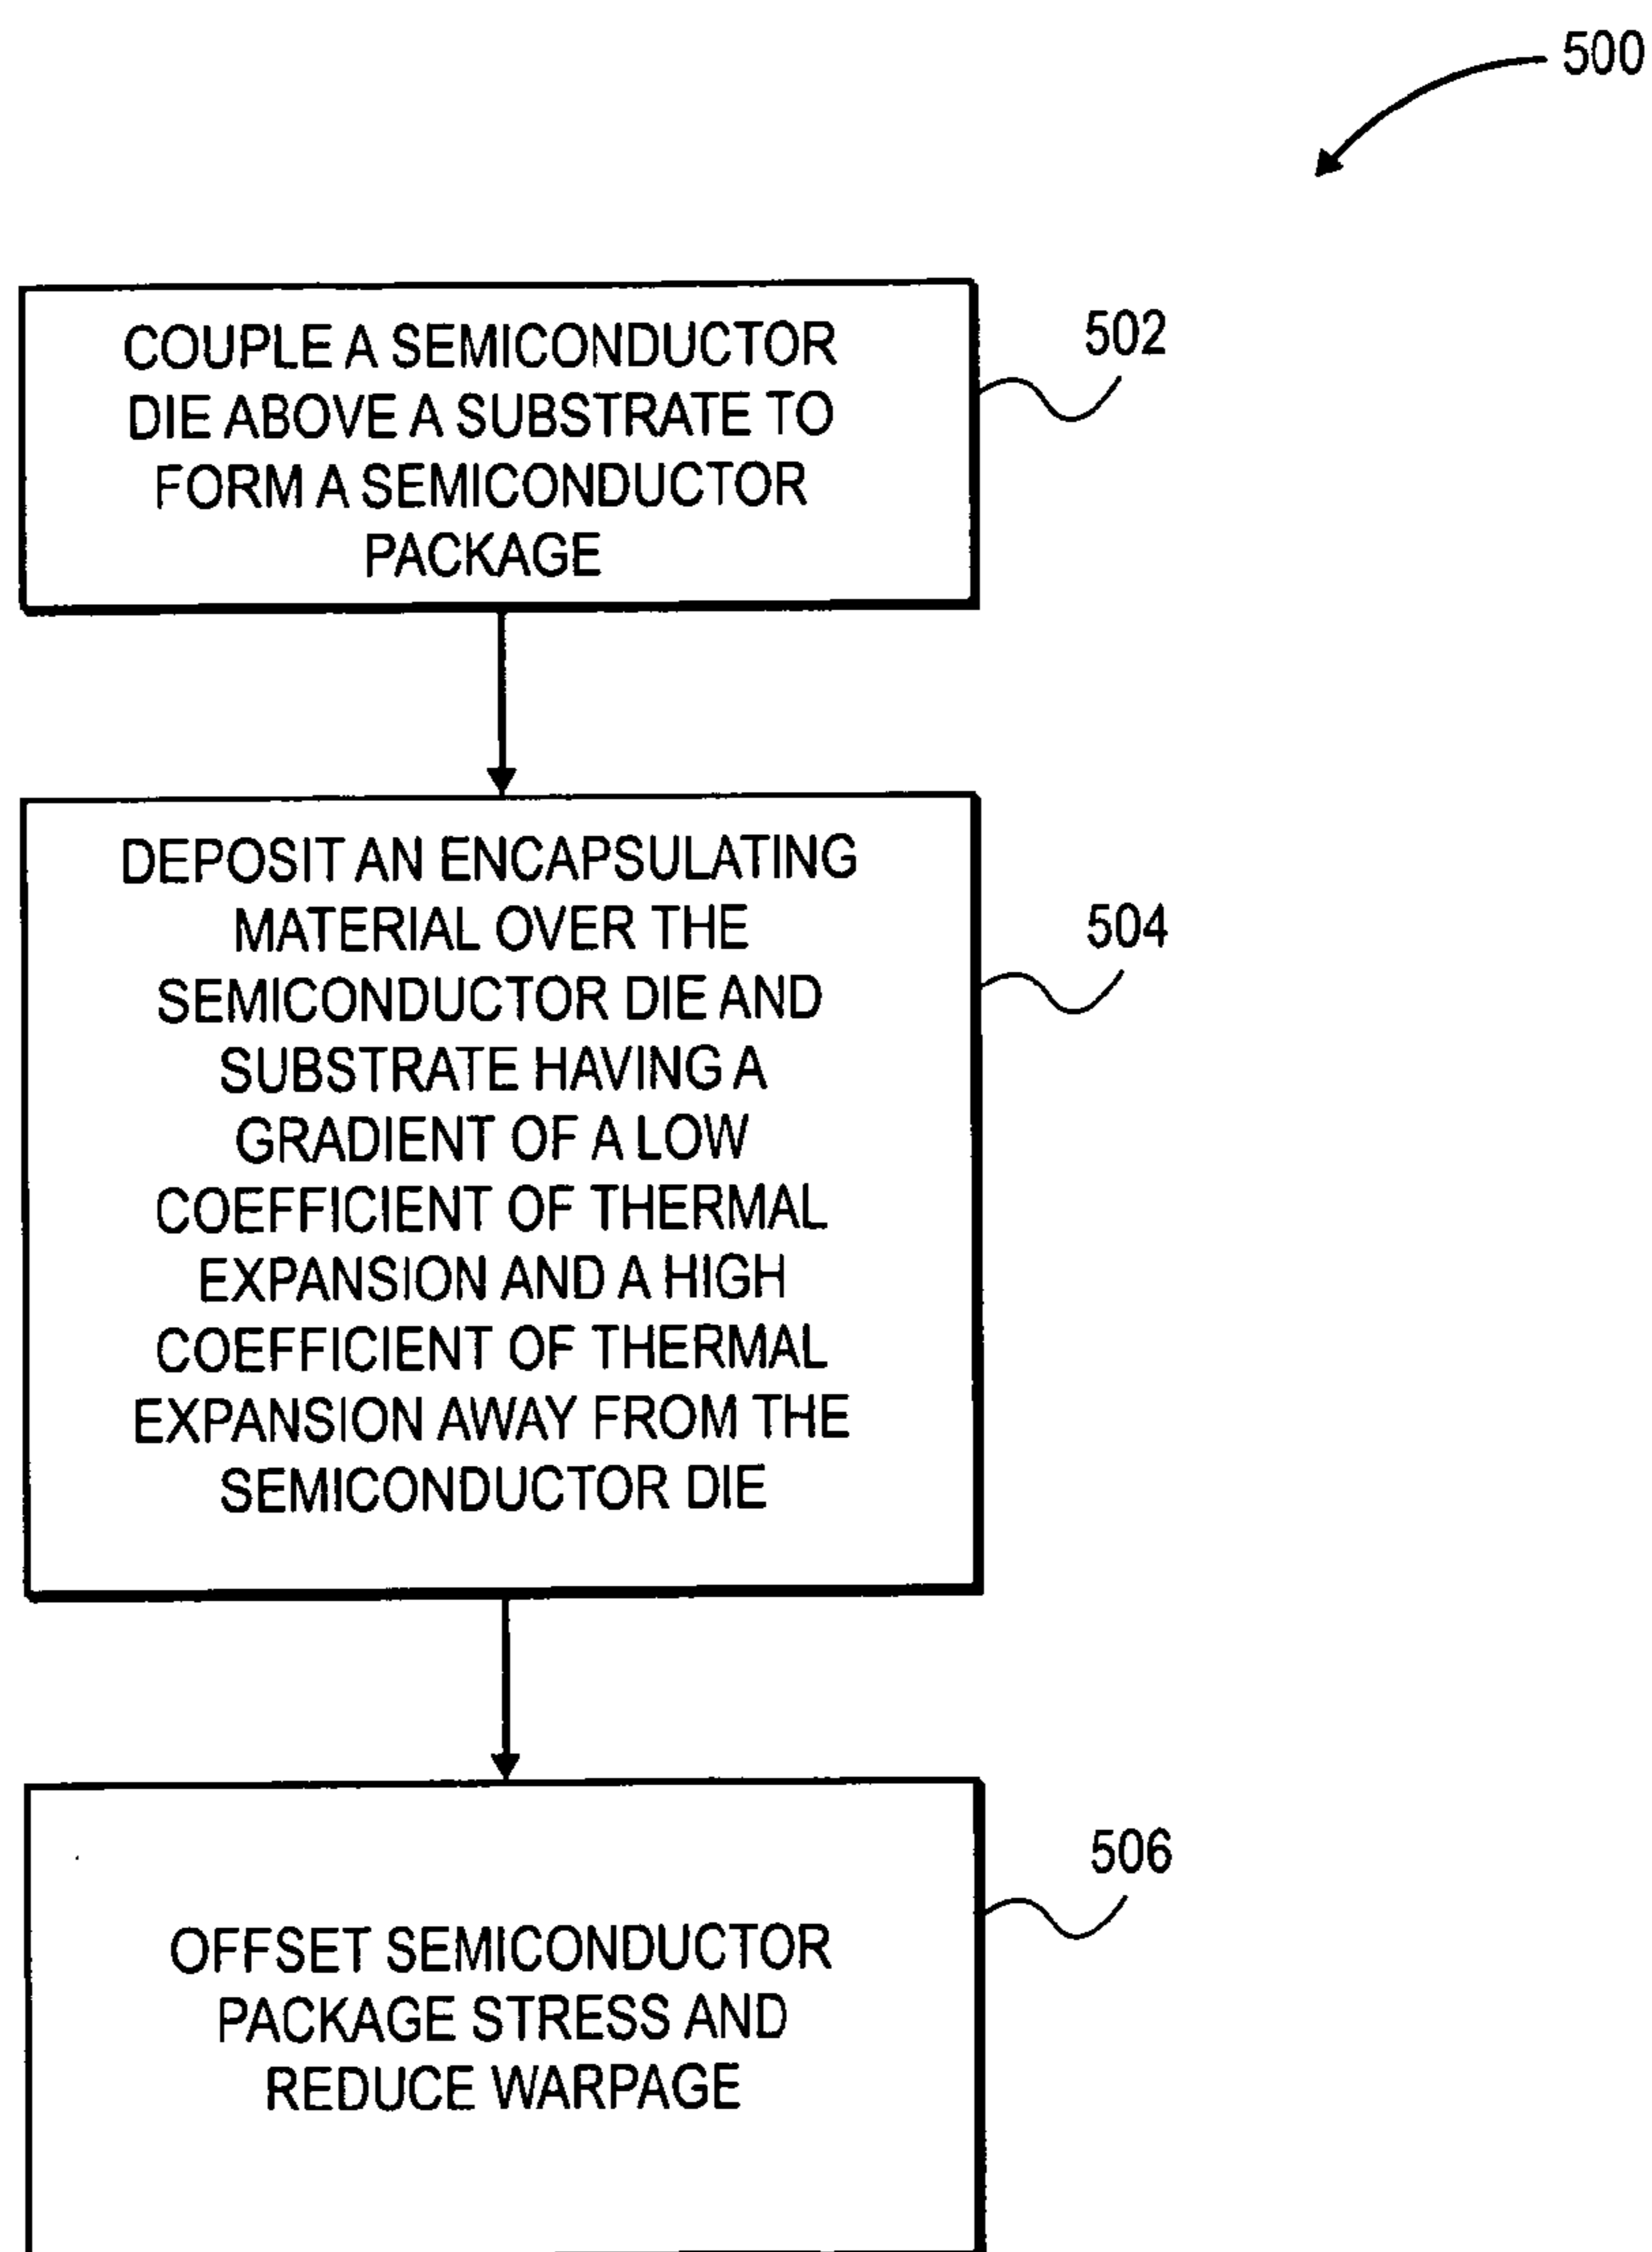 500
COUPLE A SEMICONDUCTOR
DIE ABOVE A SUBSTRATE TO
FORM A SEMICONDUCTOR
PACKAGE
502
DEPOSIT AN ENCAPSULATING
MATERIAL OVER THE
SEMICONDUCTOR DIE AND
SUBSTRATE HAVING A
GRADIENT OF A LOW
COEFFICIENT OF THERMAL
EXPANSION AND A HIGH
COEFFICIENT OF THERMAL
EXPANSION AWAY FROM THE
SEMICONDUCTOR DIE
504
OFFSET SEMICONDUCTOR
PACKAGE STRESS AND
REDUCE WARPAGE
506